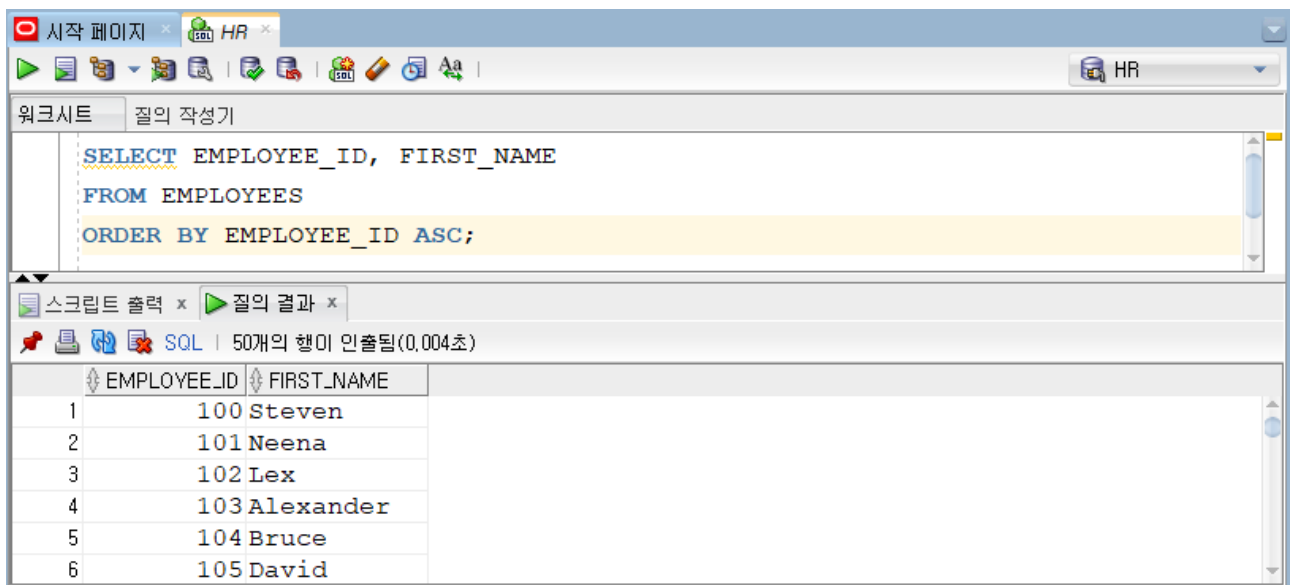 시작 페이지 HR
HR
워크시트 질의 작성기
SELECT EMPLOYEE_ID, FIRST_NAME
FROM EMPLOYEES
ORDER BY EMPLOYEE_ID ASC;
스크립트 출력 x 질의 결과 x
SQL | 50개의 행이 인출됨(0,004초)
EMPLOYEE_ID FIRST_NAME
1 100 Steven
2 101 Neena
3 102 Lex
4 103 Alexander
5 104 Bruce
6 105 David